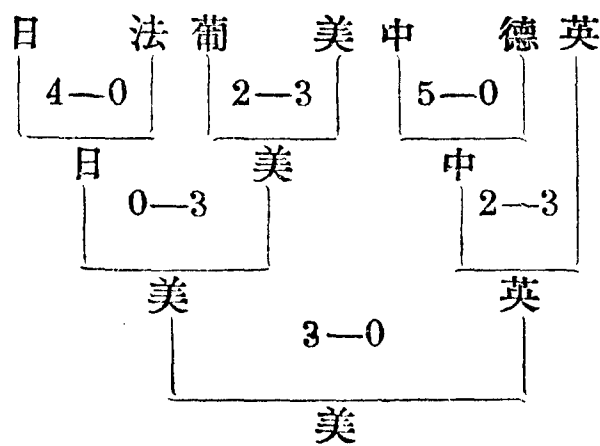 日 法 葡 美 中 德 英
4—0 2—3 5—0
日 美 中
0—3 2—3
美 英
3—0
美